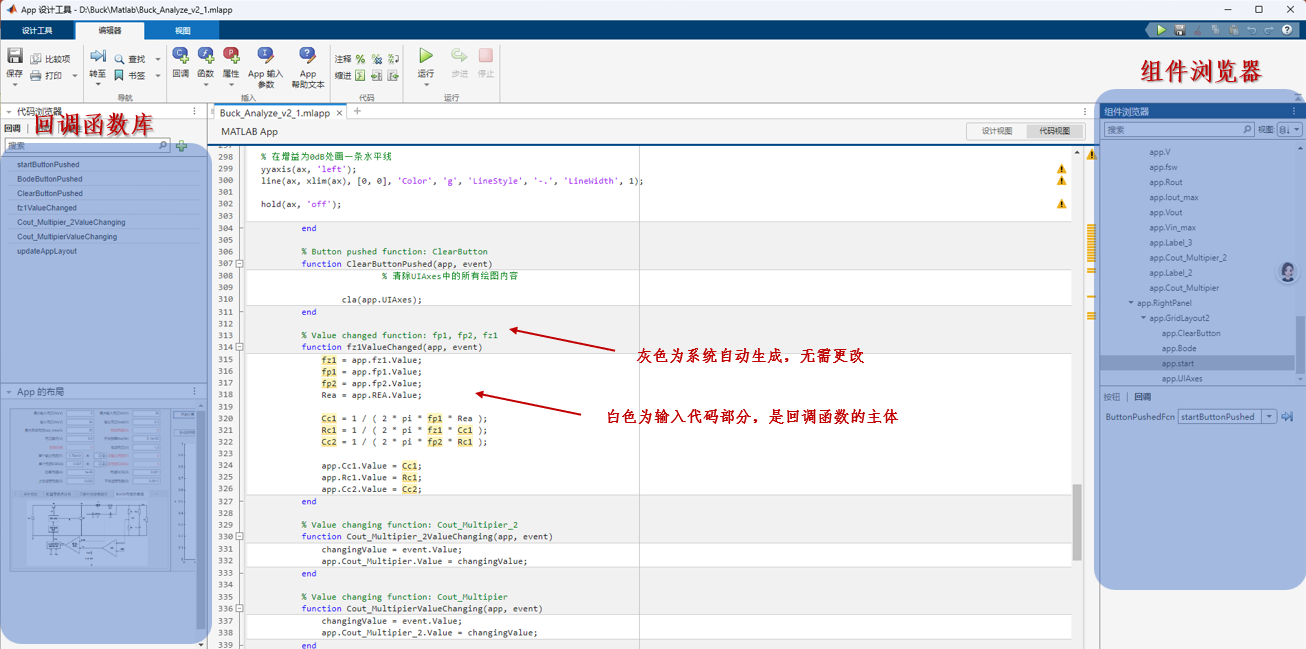 App 设计工具 - D:\Buck\Matlab\Buck_Analyze_v2_1.mlapp
设计工具 编辑器 视图
保存 比较项 打印 转至 查找 书签 回调 函数 属性 App 输入参数 App 帮助文本 注释 缩进 运行 步进 停止
导航 插入 代码 运行
组件浏览器
代码浏览器
回调
回调函数库
搜索
startButtonPushed
BodeButtonPushed
ClearButtonPushed
fz1ValueChanged
Cout_Multipier_2ValueChanging
Cout_MultipierValueChanging
updateAppLayout
App 的布局
Buck_Analyze_v2_1.mlapp
MATLAB App
设计视图 代码视图
297
298 % 在增益为0dB处画一条水平线
299 yyaxis(ax, 'left');
300 line(ax, xlim(ax), [0, 0], 'Color', 'g', 'LineStyle', '-.', 'LineWidth', 1);
301
302 hold(ax, 'off');
303
304 end
305
306 % Button pushed function: ClearButton
307 function ClearButtonPushed(app, event)
308 % 清除UIAxes中的所有绘图内容
309
310 cla(app.UIAxes);
311 end
312
313 % Value changed function: fp1, fp2, fz1
314 function fz1ValueChanged(app, event)
315 fz1 = app.fz1.Value;
316 fp1 = app.fp1.Value;
317 fp2 = app.fp2.Value;
318 Rea = app.REA.Value;
319
320 Cc1 = 1 / ( 2 * pi * fp1 * Rea );
321 Rc1 = 1 / ( 2 * pi * fz1 * Cc1 );
322 Cc2 = 1 / ( 2 * pi * fp2 * Rc1 );
323
324 app.Cc1.Value = Cc1;
325 app.Rc1.Value = Rc1;
326 app.Cc2.Value = Cc2;
327 end
328
329 % Value changing function: Cout_Multipier_2
330 function Cout_Multipier_2ValueChanging(app, event)
331 changingValue = event.Value;
332 app.Cout_Multipier.Value = changingValue;
333 end
334
335 % Value changing function: Cout_Multipier
336 function Cout_MultipierValueChanging(app, event)
337 changingValue = event.Value;
338 app.Cout_Multipier_2.Value = changingValue;
339 end
灰色为系统自动生成，无需更改
白色为输入代码部分，是回调函数的主体
组件浏览器
搜索 视图:
app.V
app.fsw
app.Rout
app.Iout_max
app.Vout
app.Vin_max
app.Label_3
app.Cout_Multipier_2
app.Label_2
app.Cout_Multipier
app.RightPanel
app.GridLayout2
app.ClearButton
app.Bode
app.start
app.UIAxes
按钮 回调
ButtonPushedFcn startButtonPushed